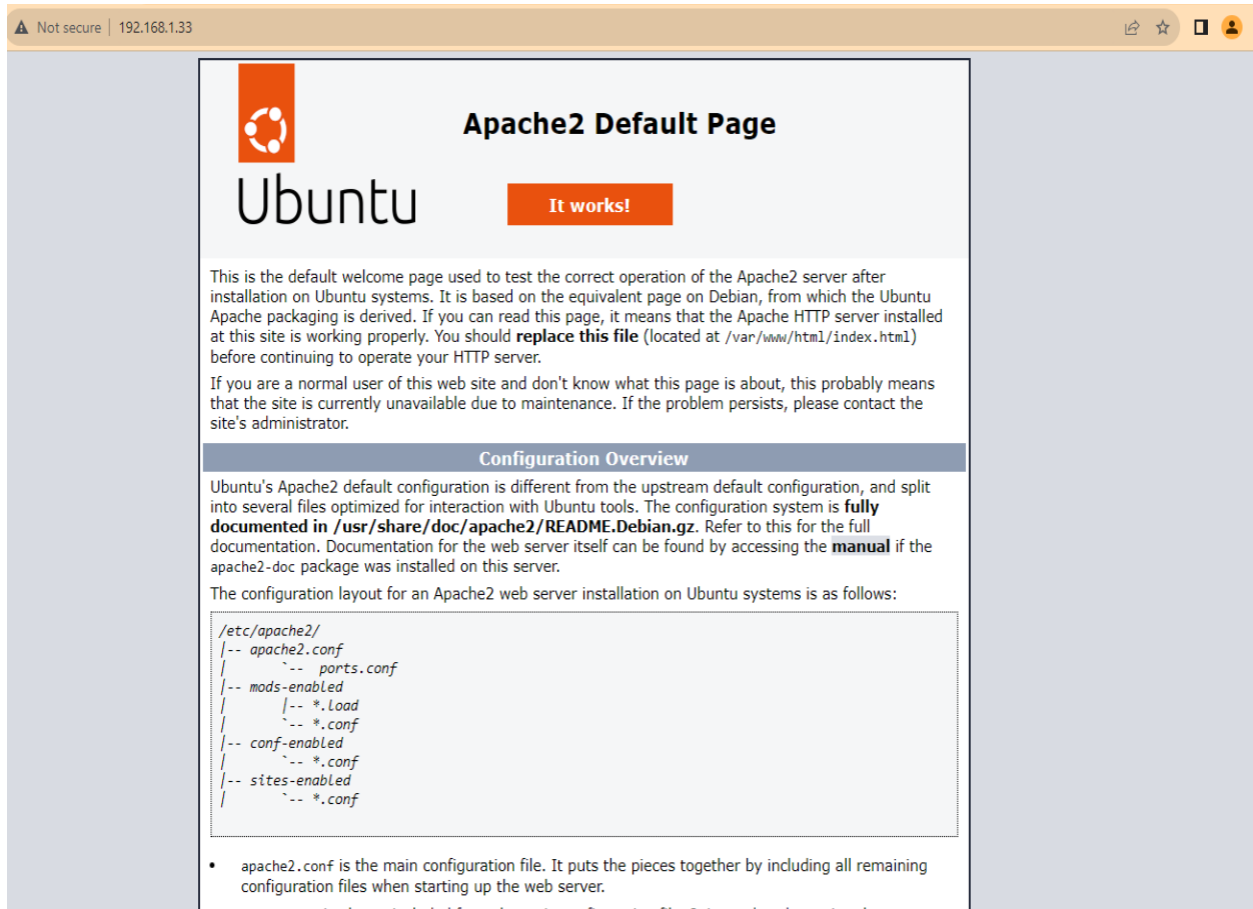 Not secure | 192.168.1.33
Apache2 Default Page
Ubuntu
It works!
This is the default welcome page used to test the correct operation of the Apache2 server after
installation on Ubuntu systems. It is based on the equivalent page on Debian, from which the Ubuntu
Apache packaging is derived. If you can read this page, it means that the Apache HTTP server installed
at this site is working properly. You should replace this file (located at /var/www/html/index.html)
before continuing to operate your HTTP server.
If you are a normal user of this web site and don't know what this page is about, this probably means
that the site is currently unavailable due to maintenance. If the problem persists, please contact the
site's administrator.
Configuration Overview
Ubuntu's Apache2 default configuration is different from the upstream default configuration, and split
into several files optimized for interaction with Ubuntu tools. The configuration system is fully
documented in /usr/share/doc/apache2/README.Debian.gz. Refer to this for the full
documentation. Documentation for the web server itself can be found by accessing the manual if the
apache2-doc package was installed on this server.
The configuration layout for an Apache2 web server installation on Ubuntu systems is as follows:
/etc/apache2/
|-- apache2.conf
|       `--  ports.conf
|-- mods-enabled
|       |-- *.load
|       `-- *.conf
|-- conf-enabled
|       `-- *.conf
|-- sites-enabled
|       `-- *.conf
• apache2.conf is the main configuration file. It puts the pieces together by including all remaining
configuration files when starting up the web server.